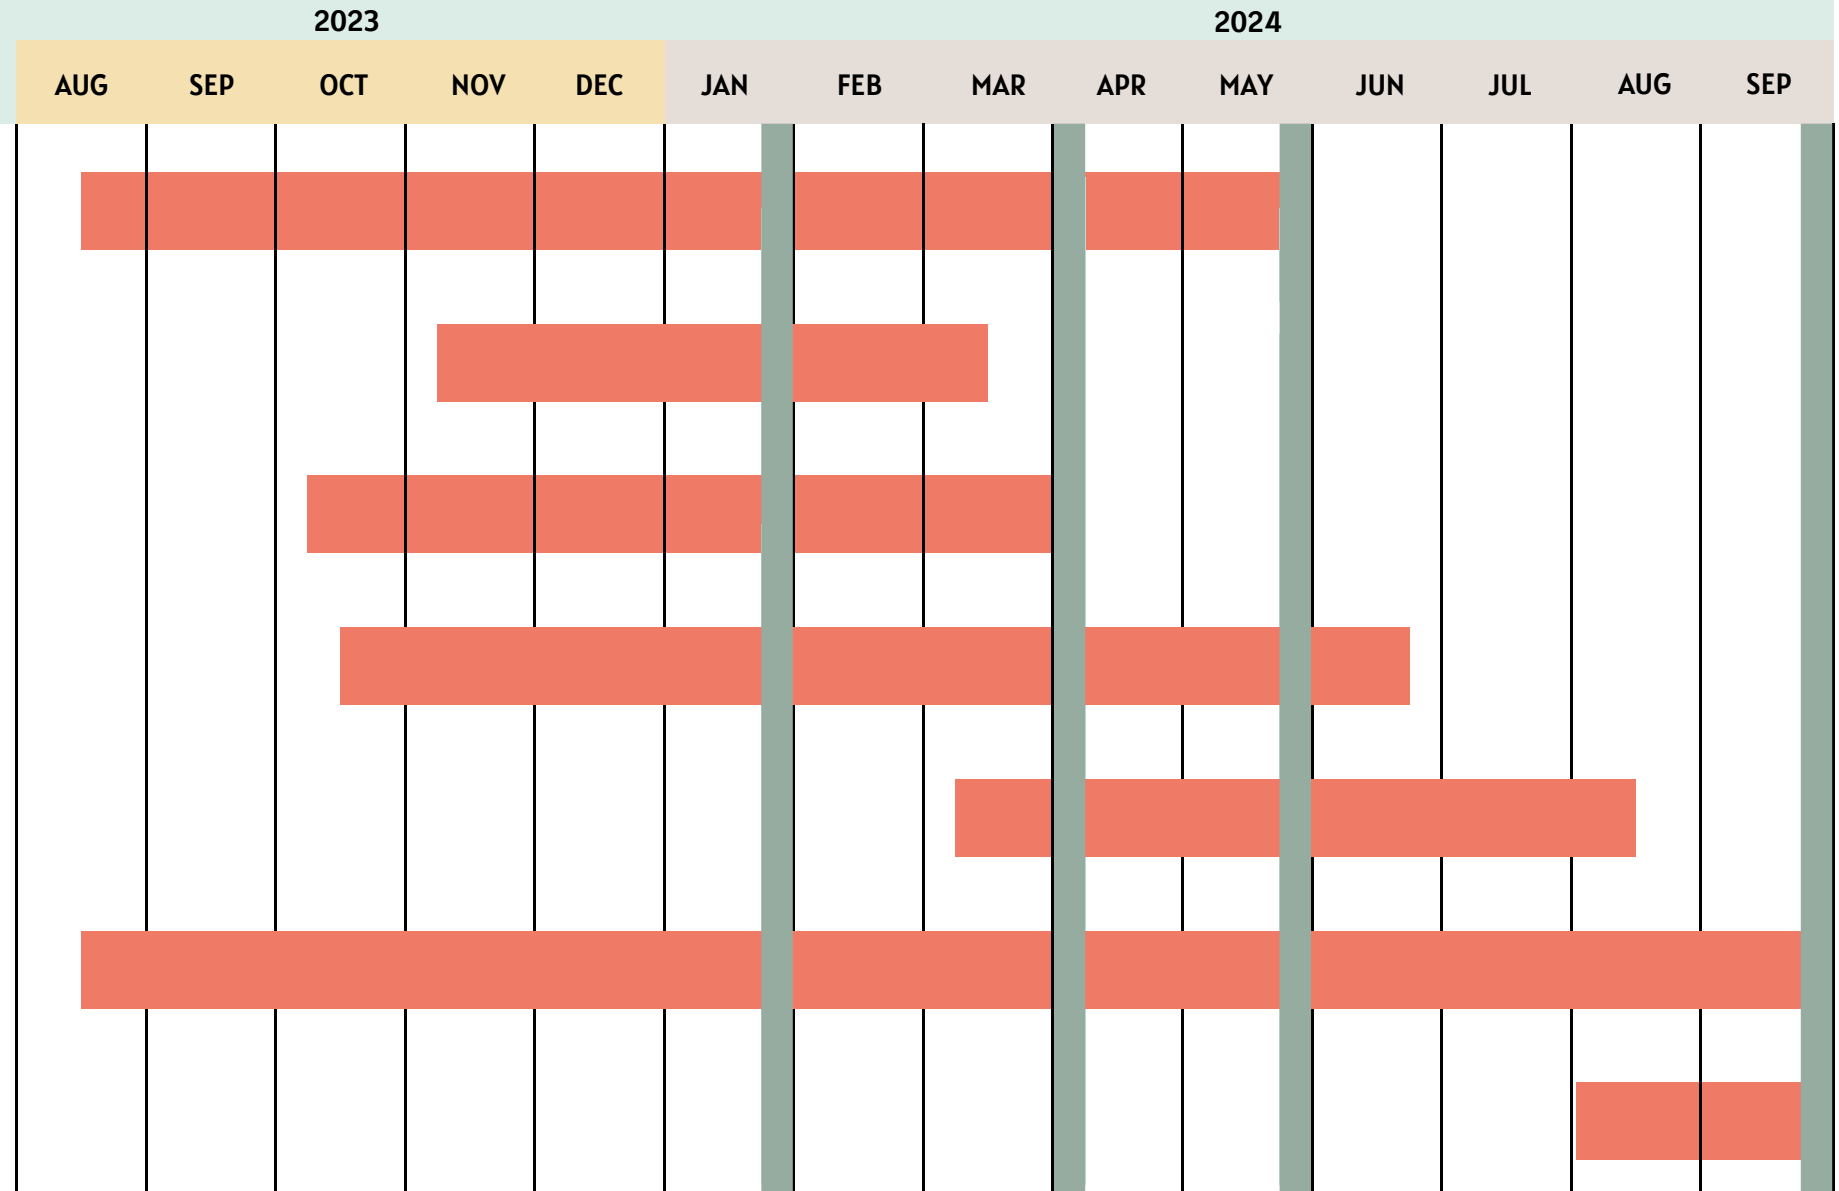 2023 2024
AUG SEP OCT NOV DEC JAN FEB MAR APR MAY JUN JUL AUG SEP